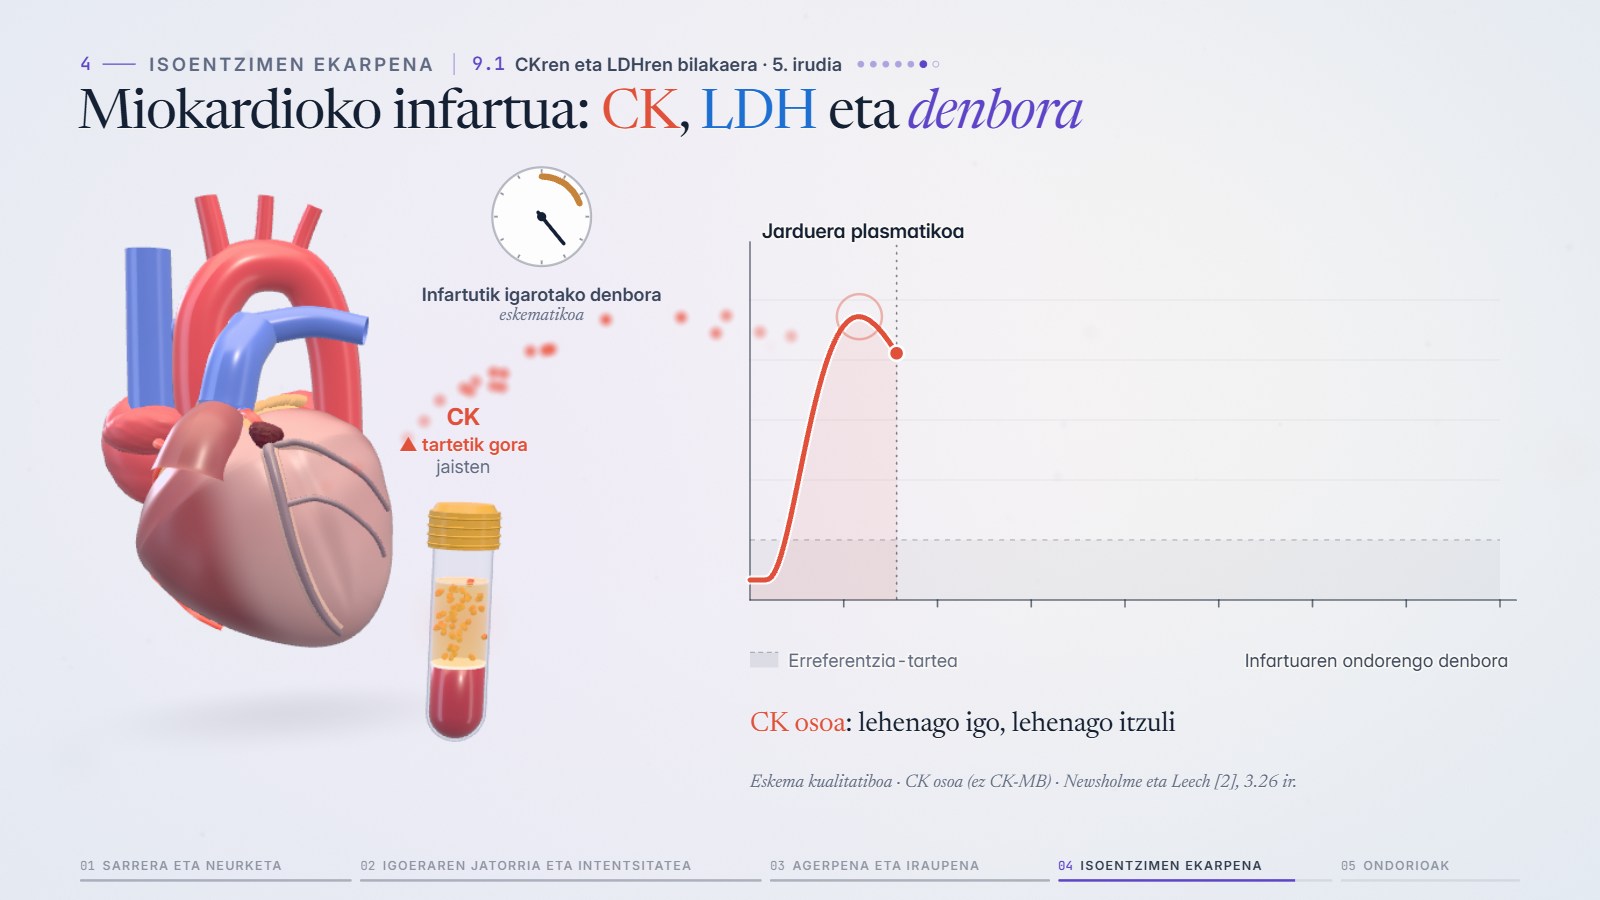 4 — ISOENTZIMEN EKARPENA | 9.1 CKren eta LDHren bilakaera · 5. irudia
Miokardioko infartua: CK, LDH eta denbora
Infartutik igarotako denbora
eskematikoa
CK
▲ tartetik gora
jaisten
Jarduera plasmatikoa
Erreferentzia-tartea
Infartuaren ondorengo denbora
CK osoa: lehenago igo, lehenago itzuli
Eskema kualitatiboa · CK osoa (ez CK-MB) · Newsholme eta Leech [2], 3.26 ir.
01 SARRERA ETA NEURKETA
02 IGOERAREN JATORRIA ETA INTENTSITATEA
03 AGERPENA ETA IRAUPENA
04 ISOENTZIMEN EKARPENA
05 ONDORIOAK